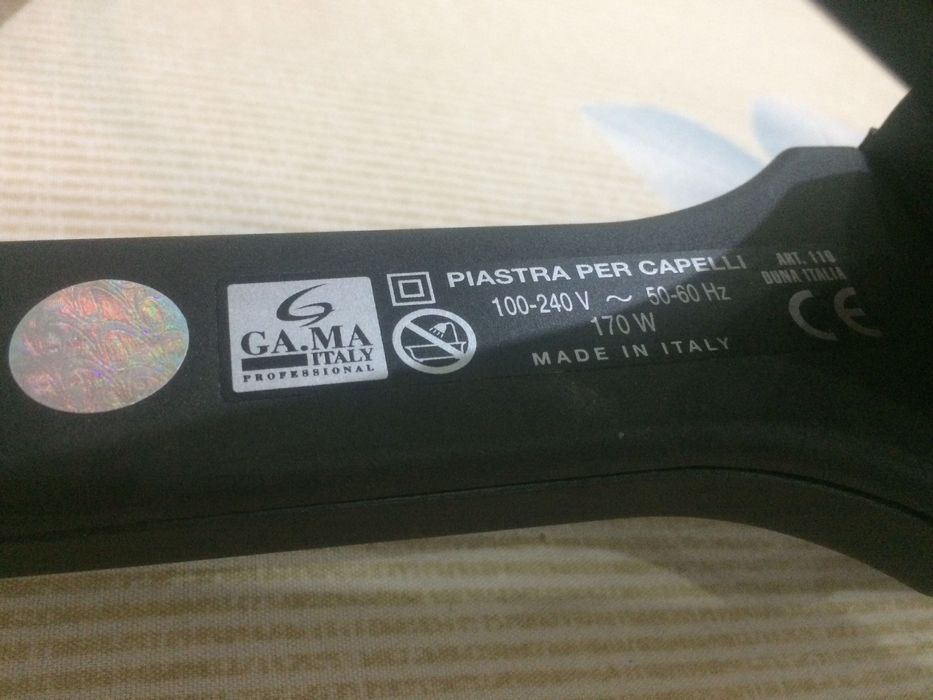 GA.MA
ITALY
PROFESSIONAL
PIASTRA PER CAPELLI
100-240 V ~ 50-60 Hz
170 W
MADE IN ITALY
ART. 110
DUNA ITALIA
CE